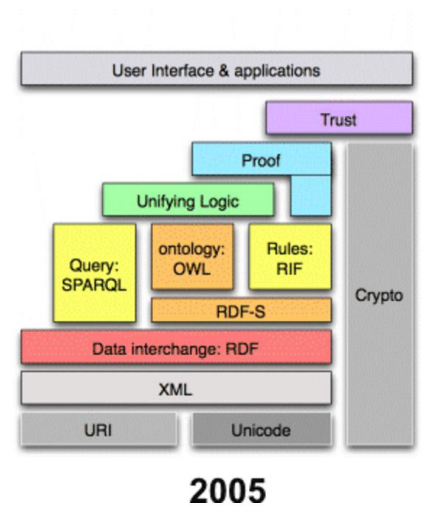 User Interface & applications
Trust
Proof
Unifying Logic
Query:
SPARQL
ontology:
OWL
Rules:
RIF
Crypto
RDF-S
Data interchange: RDF
XML
URI
Unicode
2005